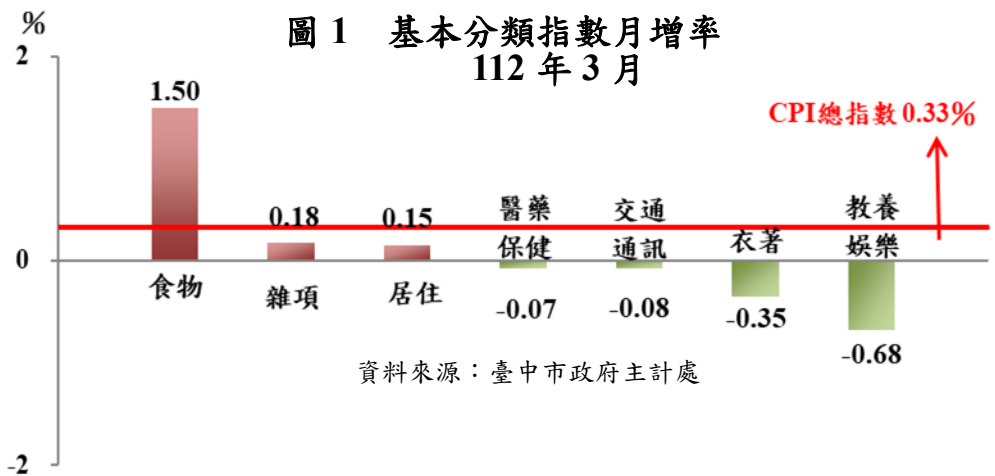 圖 1　基本分類指數月增率
112 年 3 月
%
2
1.50
CPI總指數 0.33%
0.18
0.15
醫藥
保健
交通
通訊
衣著
教養
娛樂
0
食物
雜項
居住
-0.07
-0.08
-0.35
-0.68
資料來源：臺中市政府主計處
-2